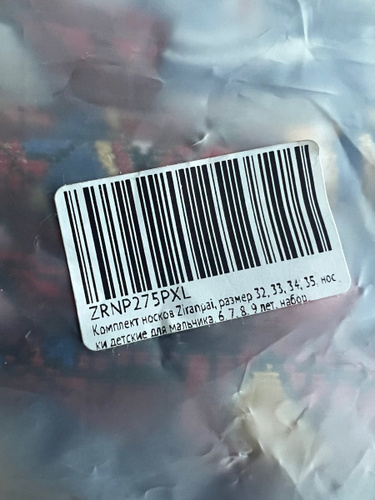 ZRNP275PXL
Комплект носков Ziranpai, размер 32, 33, 34, 35, нос
ки детские для мальчика, 6, 7, 8, 9 лет, набор,